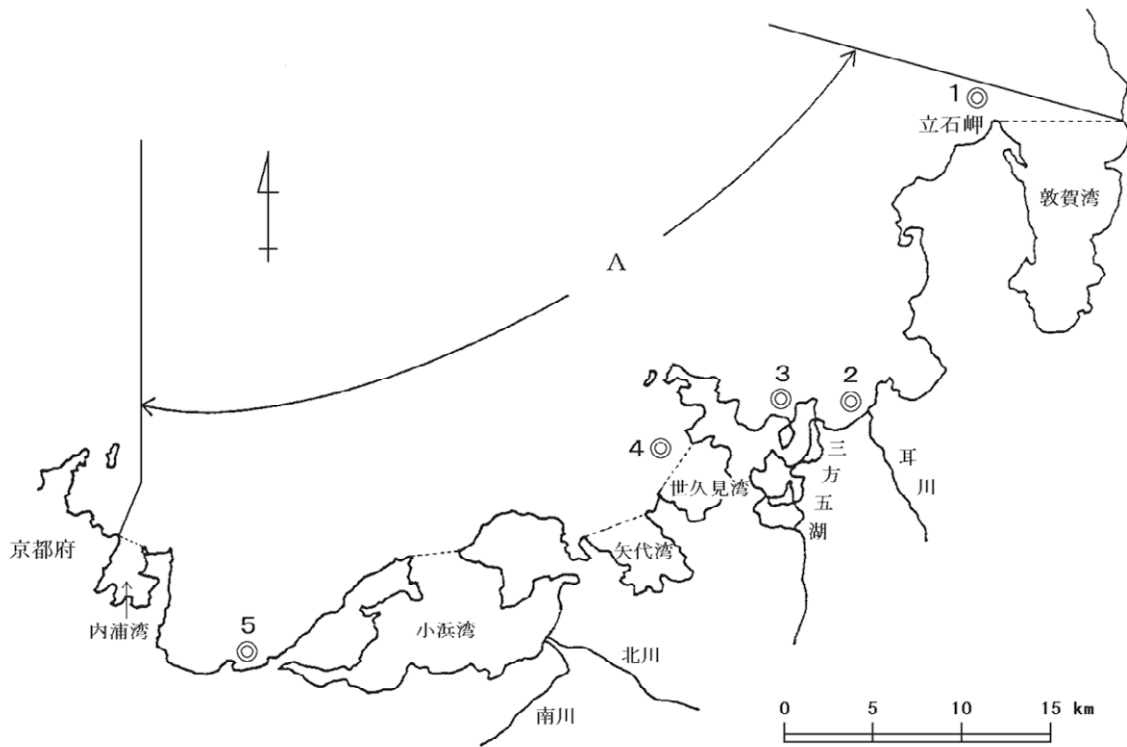 1
立石岬
敦賀湾
A
3
2
4
世久見湾
三方五湖
耳川
京都府
矢代湾
内浦湾
5
小浜湾
北川
南川
0 5 10 15 km